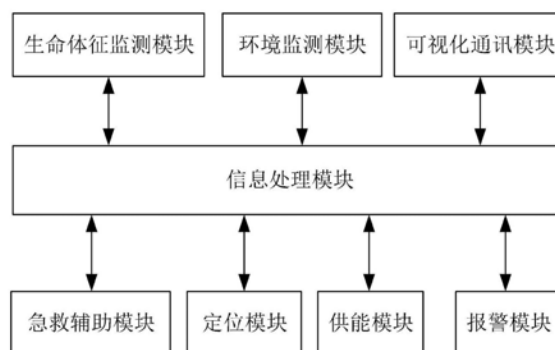 生命体征监测模块
环境监测模块
可视化通讯模块
信息处理模块
急救辅助模块
定位模块
供能模块
报警模块